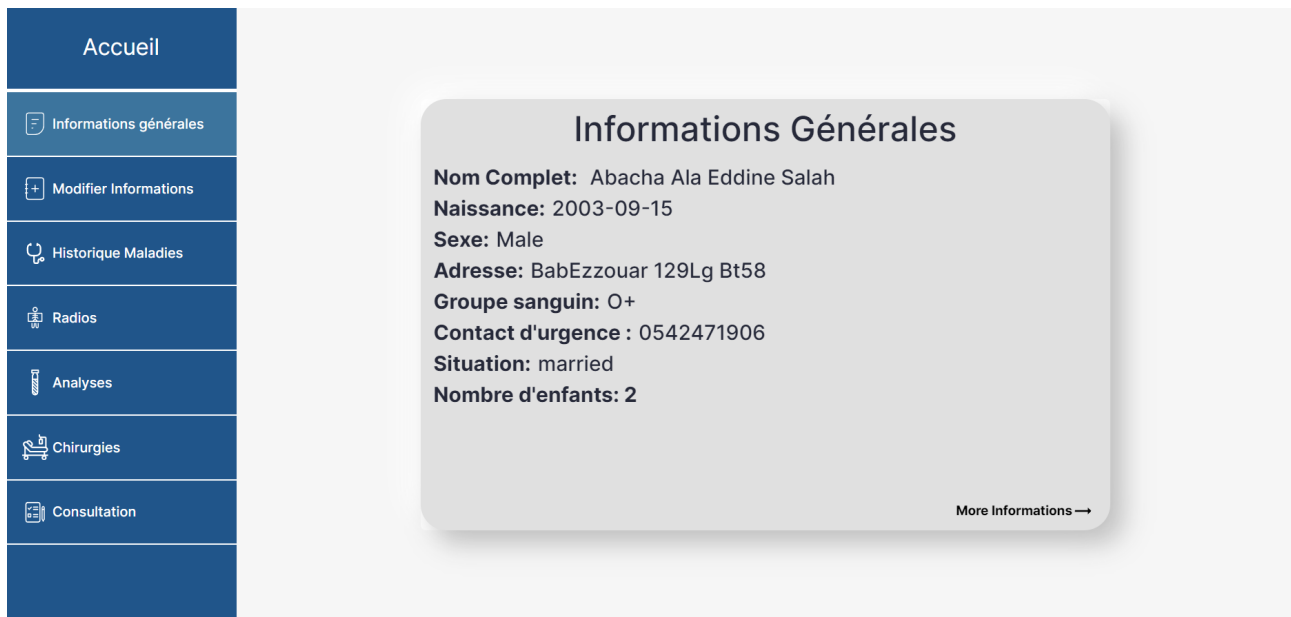 Accueil
Informations générales
Modifier Informations
Historique Maladies
Radios
Analyses
Chirurgies
Consultation
Informations Générales
Nom Complet: Abacha Ala Eddine Salah
Naissance: 2003-09-15
Sexe: Male
Adresse: BabEzzouar 129Lg Bt58
Groupe sanguin: O+
Contact d'urgence : 0542471906
Situation: married
Nombre d'enfants: 2
More Informations →